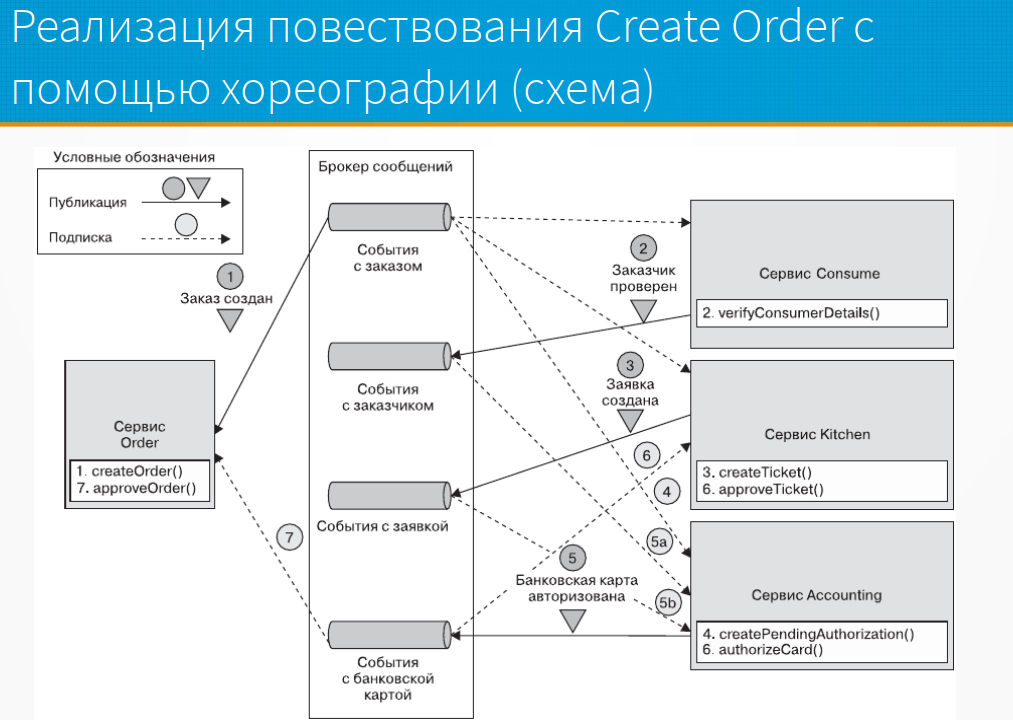 Реализация повествования Create Order с
помощью хореографии (схема)
Условные обозначения
Публикация
Подписка
Брокер сообщений
События
с заказом
События
с заказчиком
События с заявкой
События
с банковской
картой
1
Заказ создан
Сервис
Order
1. createOrder()
7. approveOrder()
7
2
Заказчик
проверен
3
Заявка
создана
6
4
5a
5
Банковская карта
авторизована
5b
Сервис Consume
2. verifyConsumerDetails()
Сервис Kitchen
3. createTicket()
6. approveTicket()
Сервис Accounting
4. createPendingAuthorization()
6. authorizeCard()